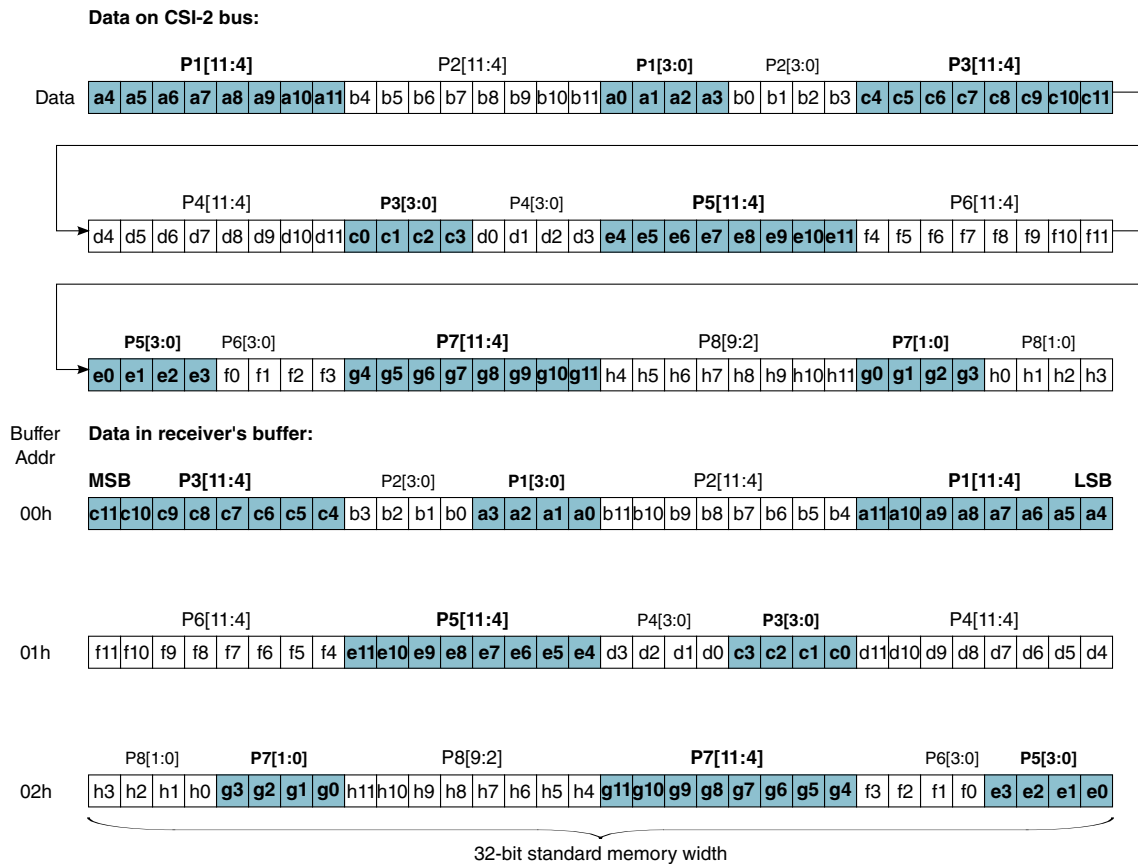 Data on CSI-2 bus:
P1[11:4] P2[11:4] P1[3:0] P2[3:0] P3[11:4]
Data a4 a5 a6 a7 a8 a9 a10 a11 b4 b5 b6 b7 b8 b9 b10 b11 a0 a1 a2 a3 b0 b1 b2 b3 c4 c5 c6 c7 c8 c9 c10 c11
P4[11:4] P3[3:0] P4[3:0] P5[11:4] P6[11:4]
d4 d5 d6 d7 d8 d9 d10 d11 c0 c1 c2 c3 d0 d1 d2 d3 e4 e5 e6 e7 e8 e9 e10 e11 f4 f5 f6 f7 f8 f9 f10 f11
P5[3:0] P6[3:0] P7[11:4] P8[9:2] P7[1:0] P8[1:0]
e0 e1 e2 e3 f0 f1 f2 f3 g4 g5 g6 g7 g8 g9 g10 g11 h4 h5 h6 h7 h8 h9 h10 h11 g0 g1 g2 g3 h0 h1 h2 h3
Buffer Addr
Data in receiver's buffer:
MSB P3[11:4] P2[3:0] P1[3:0] P2[11:4] P1[11:4] LSB
00h c11 c10 c9 c8 c7 c6 c5 c4 b3 b2 b1 b0 a3 a2 a1 a0 b11 b10 b9 b8 b7 b6 b5 b4 a11 a10 a9 a8 a7 a6 a5 a4
P6[11:4] P5[11:4] P4[3:0] P3[3:0] P4[11:4]
01h f11 f10 f9 f8 f7 f6 f5 f4 e11 e10 e9 e8 e7 e6 e5 e4 d3 d2 d1 d0 c3 c2 c1 c0 d11 d10 d9 d8 d7 d6 d5 d4
P8[1:0] P7[1:0] P8[9:2] P7[11:4] P6[3:0] P5[3:0]
02h h3 h2 h1 h0 g3 g2 g1 g0 h11 h10 h9 h8 h7 h6 h5 h4 g11 g10 g9 g8 g7 g6 g5 g4 f3 f2 f1 f0 e3 e2 e1 e0
32-bit standard memory width